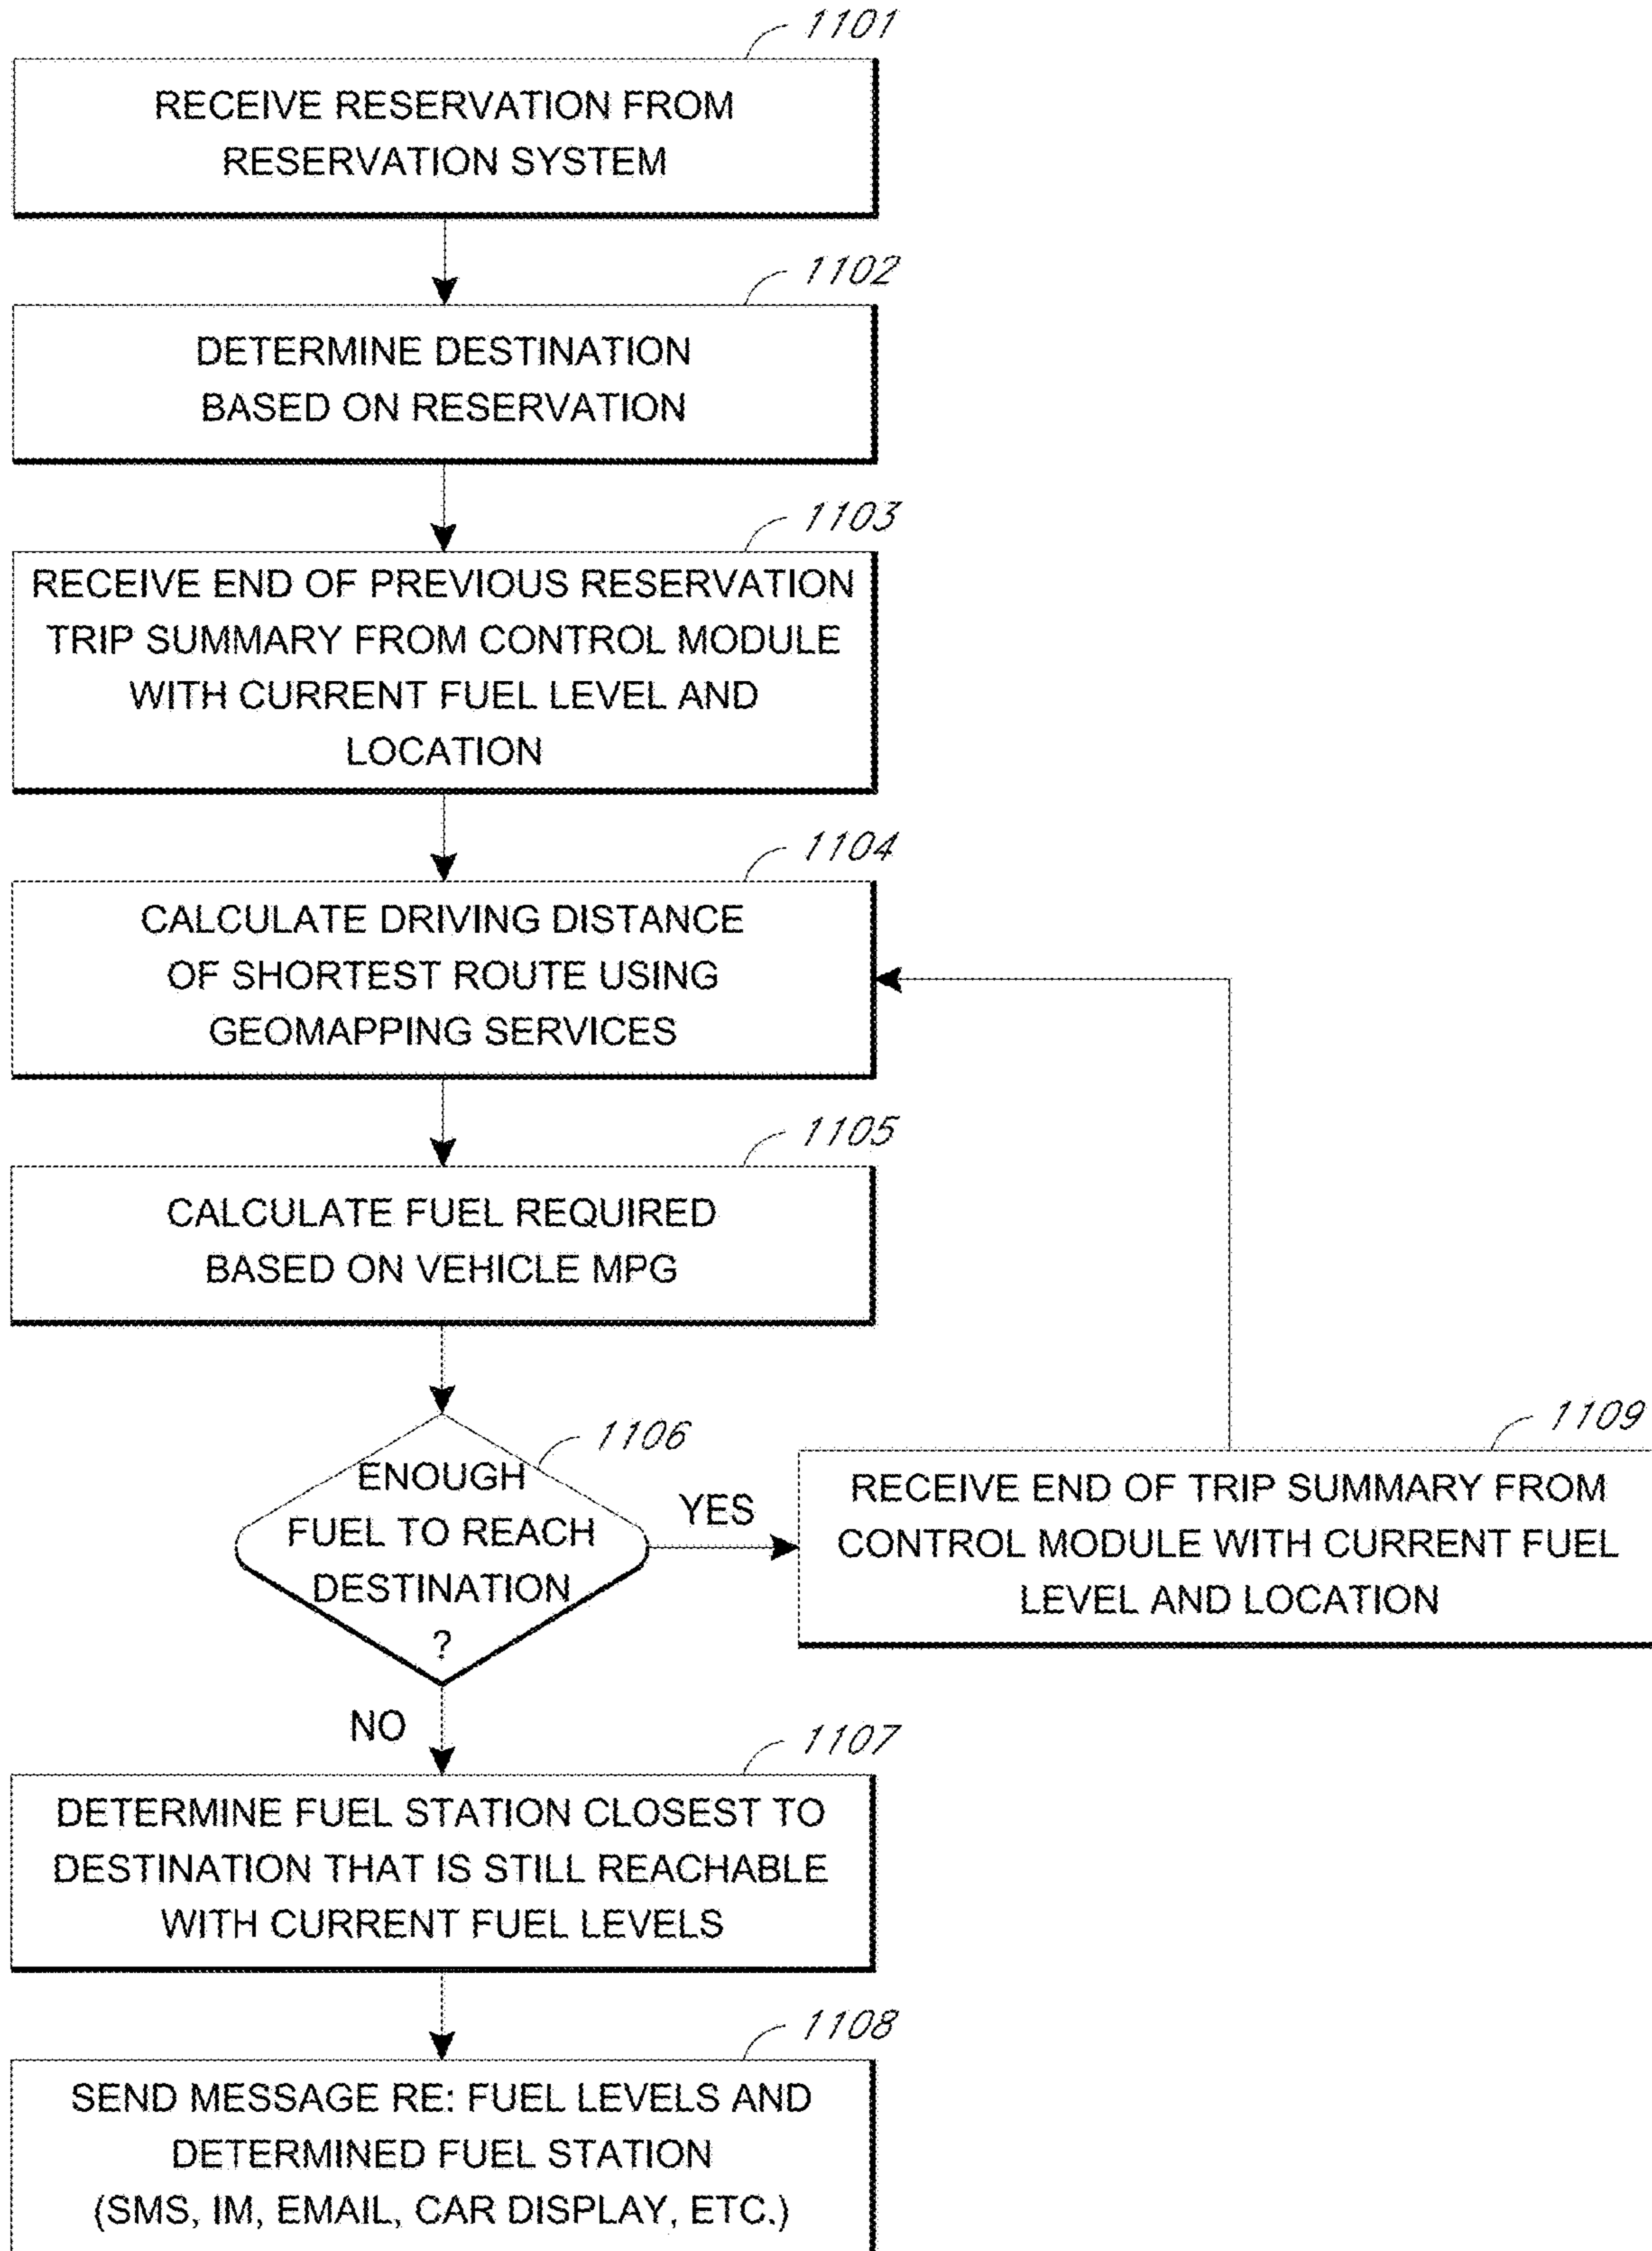 1101
RECEIVE RESERVATION FROM
RESERVATION SYSTEM
1102
DETERMINE DESTINATION
BASED ON RESERVATION
1103
RECEIVE END OF PREVIOUS RESERVATION
TRIP SUMMARY FROM CONTROL MODULE
WITH CURRENT FUEL LEVEL AND
LOCATION
1104
CALCULATE DRIVING DISTANCE
OF SHORTEST ROUTE USING
GEOMAPPING SERVICES
1105
CALCULATE FUEL REQUIRED
BASED ON VEHICLE MPG
1106
ENOUGH
FUEL TO REACH
DESTINATION
?
YES
1109
RECEIVE END OF TRIP SUMMARY FROM
CONTROL MODULE WITH CURRENT FUEL
LEVEL AND LOCATION
NO
1107
DETERMINE FUEL STATION CLOSEST TO
DESTINATION THAT IS STILL REACHABLE
WITH CURRENT FUEL LEVELS
1108
SEND MESSAGE RE: FUEL LEVELS AND
DETERMINED FUEL STATION
(SMS, IM, EMAIL, CAR DISPLAY, ETC.)